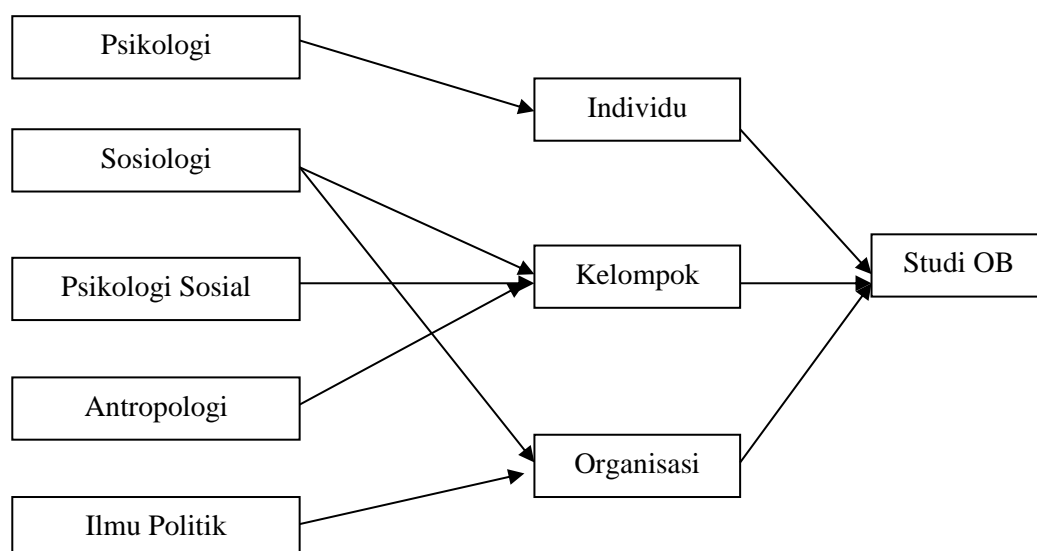 Psikologi
Sosiologi
Psikologi Sosial
Antropologi
Ilmu Politik
Individu
Kelompok
Organisasi
Studi OB